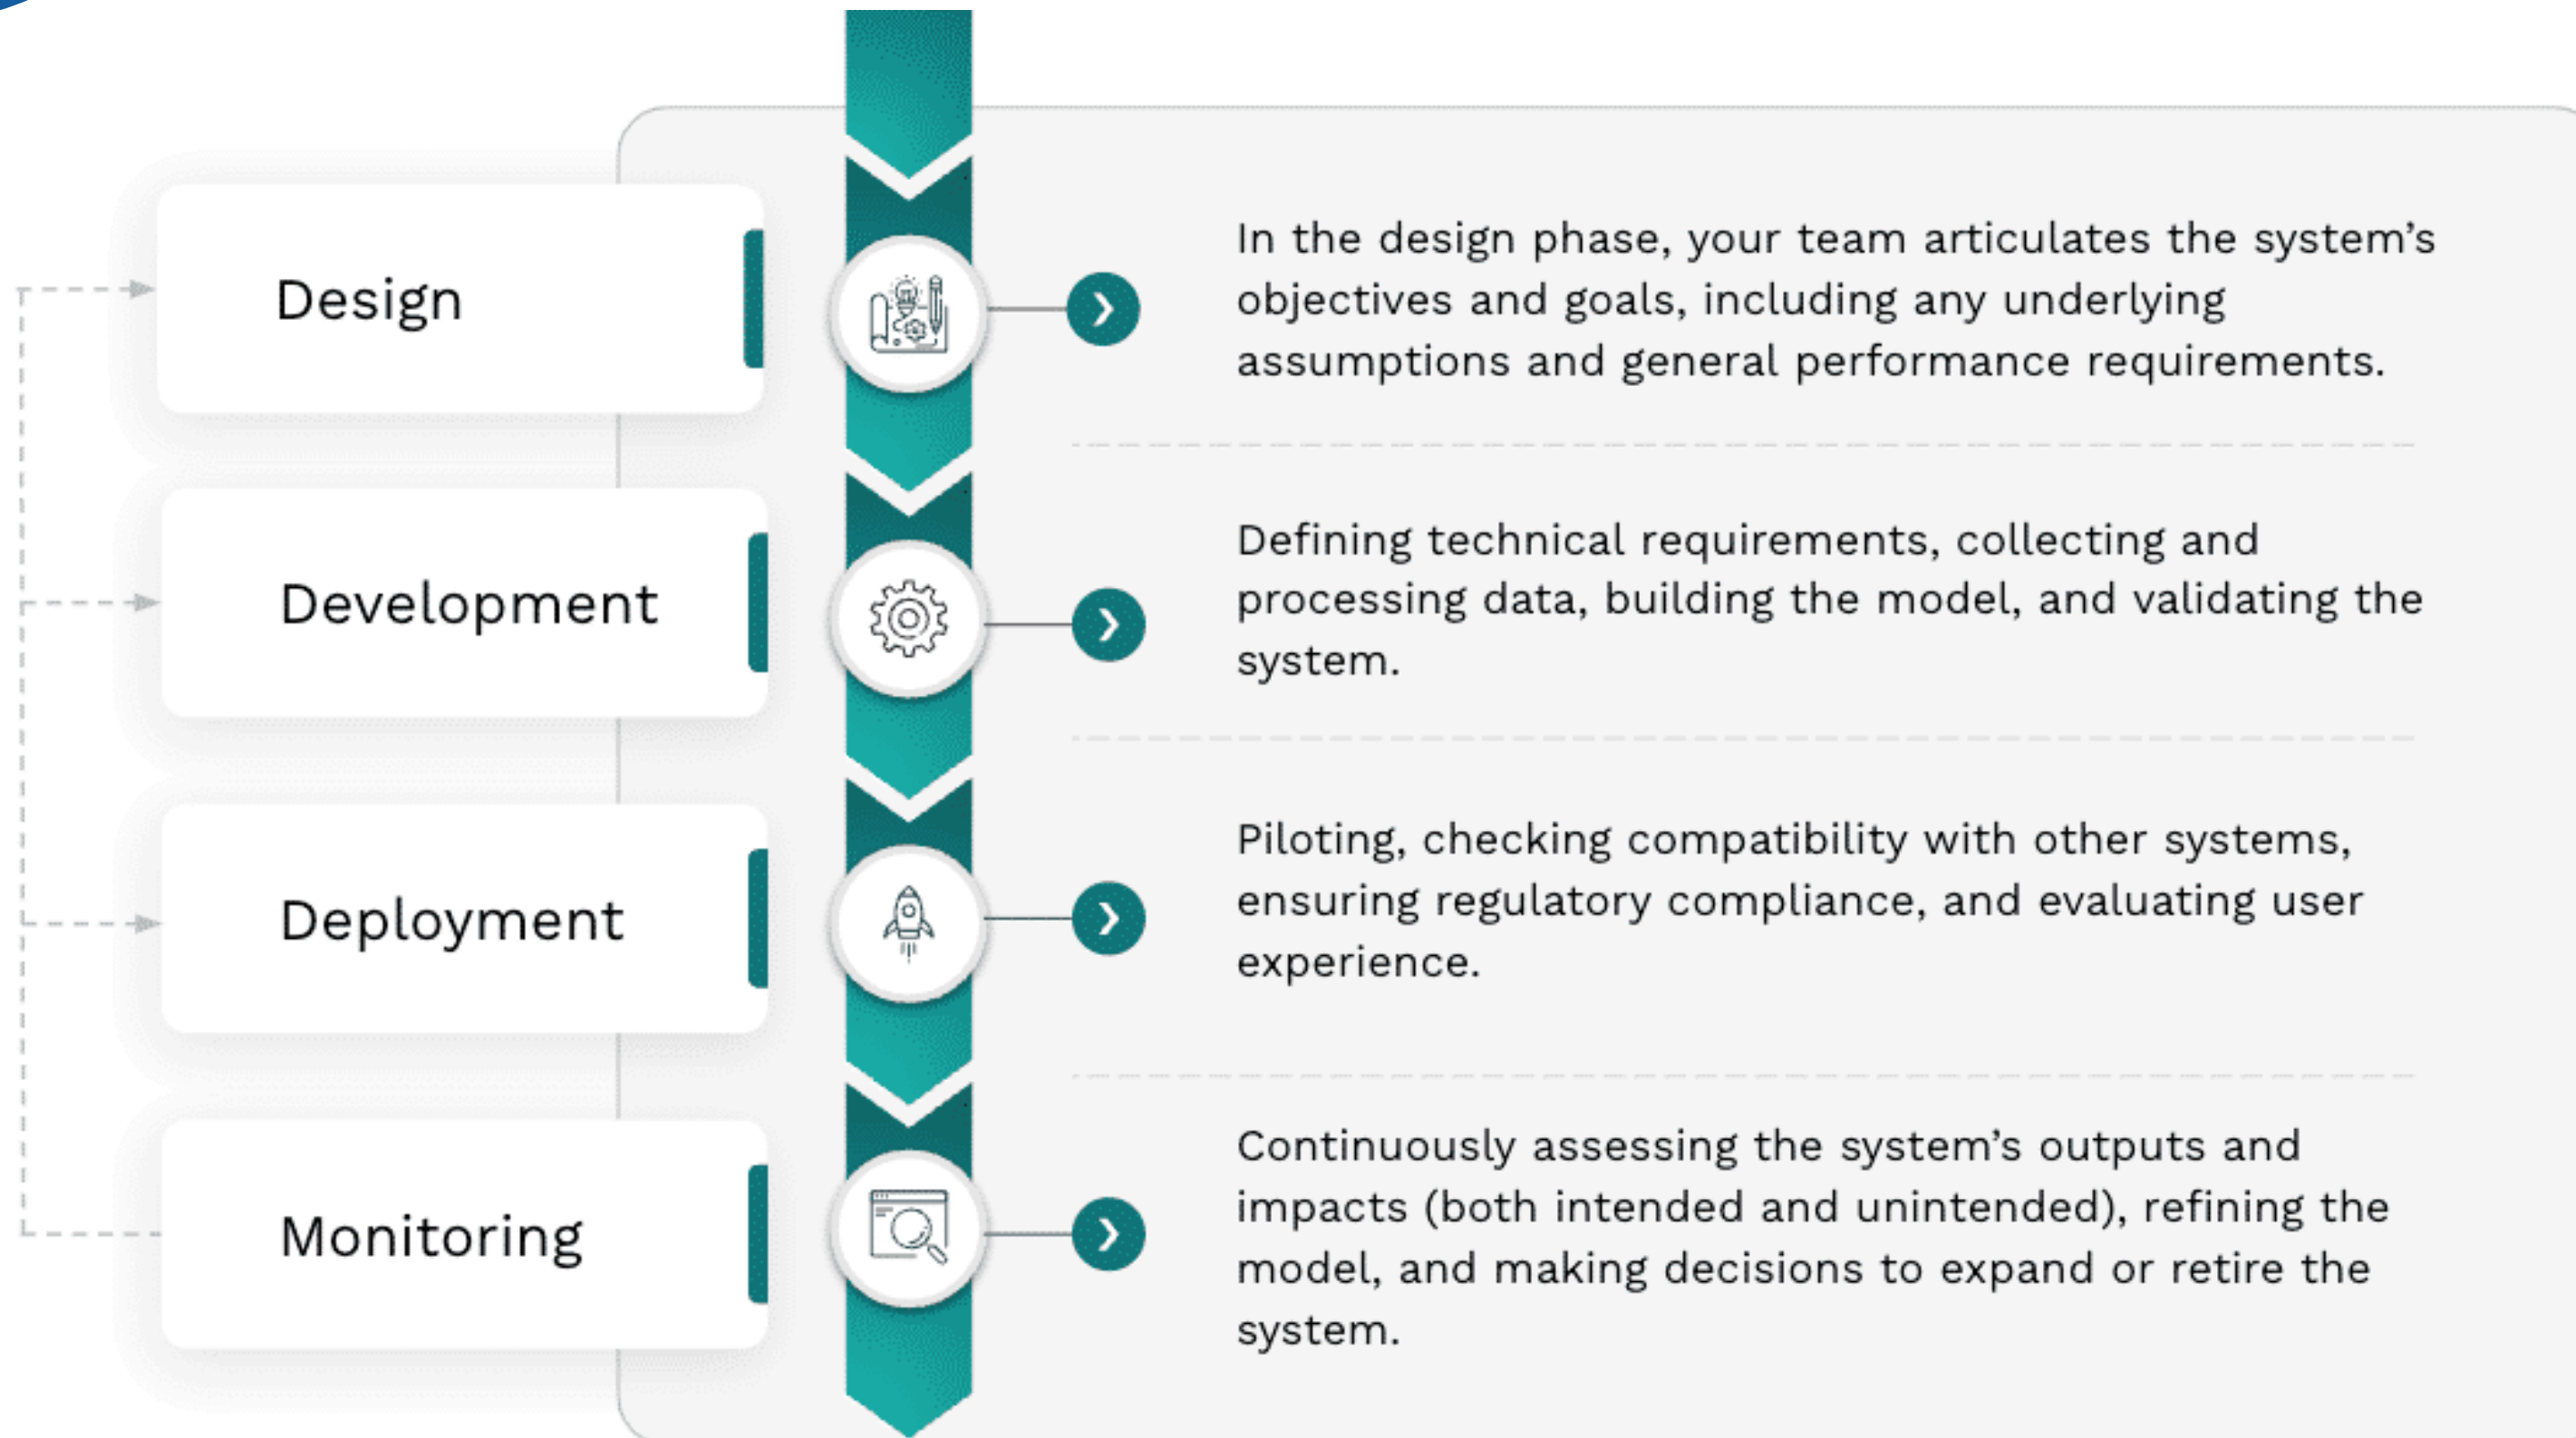 Design
In the design phase, your team articulates the system’s
objectives and goals, including any underlying
assumptions and general performance requirements.
Development
Defining technical requirements, collecting and
processing data, building the model, and validating the
system.
Deployment
Piloting, checking compatibility with other systems,
ensuring regulatory compliance, and evaluating user
experience.
Monitoring
Continuously assessing the system’s outputs and
impacts (both intended and unintended), refining the
model, and making decisions to expand or retire the
system.